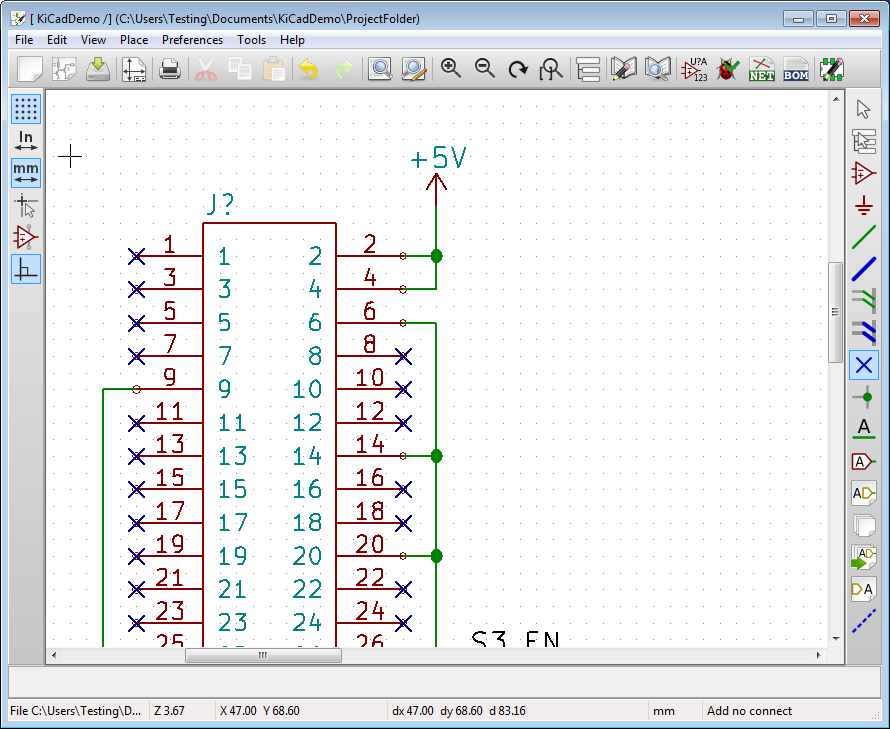 [ KiCadDemo /] (C:\Users\Testing\Documents\KiCadDemo\ProjectFolder)
File Edit View Place Preferences Tools Help
U?A
123
NET
BOM
In
mm
+5V
J?
1 1 2 2
3 3 4 4
5 5 6 6
7 7 8 8
9 9 10 10
11 11 12 12
13 13 14 14
15 15 16 16
17 17 18 18
19 19 20 20
21 21 22 22
23 23 24 24
25 26
S3_EN
A
A
AD
AD
DA
File C:\Users\Testing\D... Z 3.67 X 47.00 Y 68.60 dx 47.00 dy 68.60 d 83.16 mm Add no connect